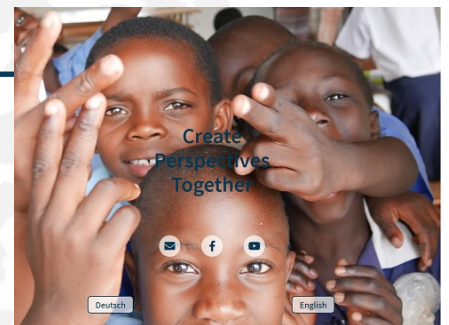 Create
Perspectives
Together
Deutsch
English